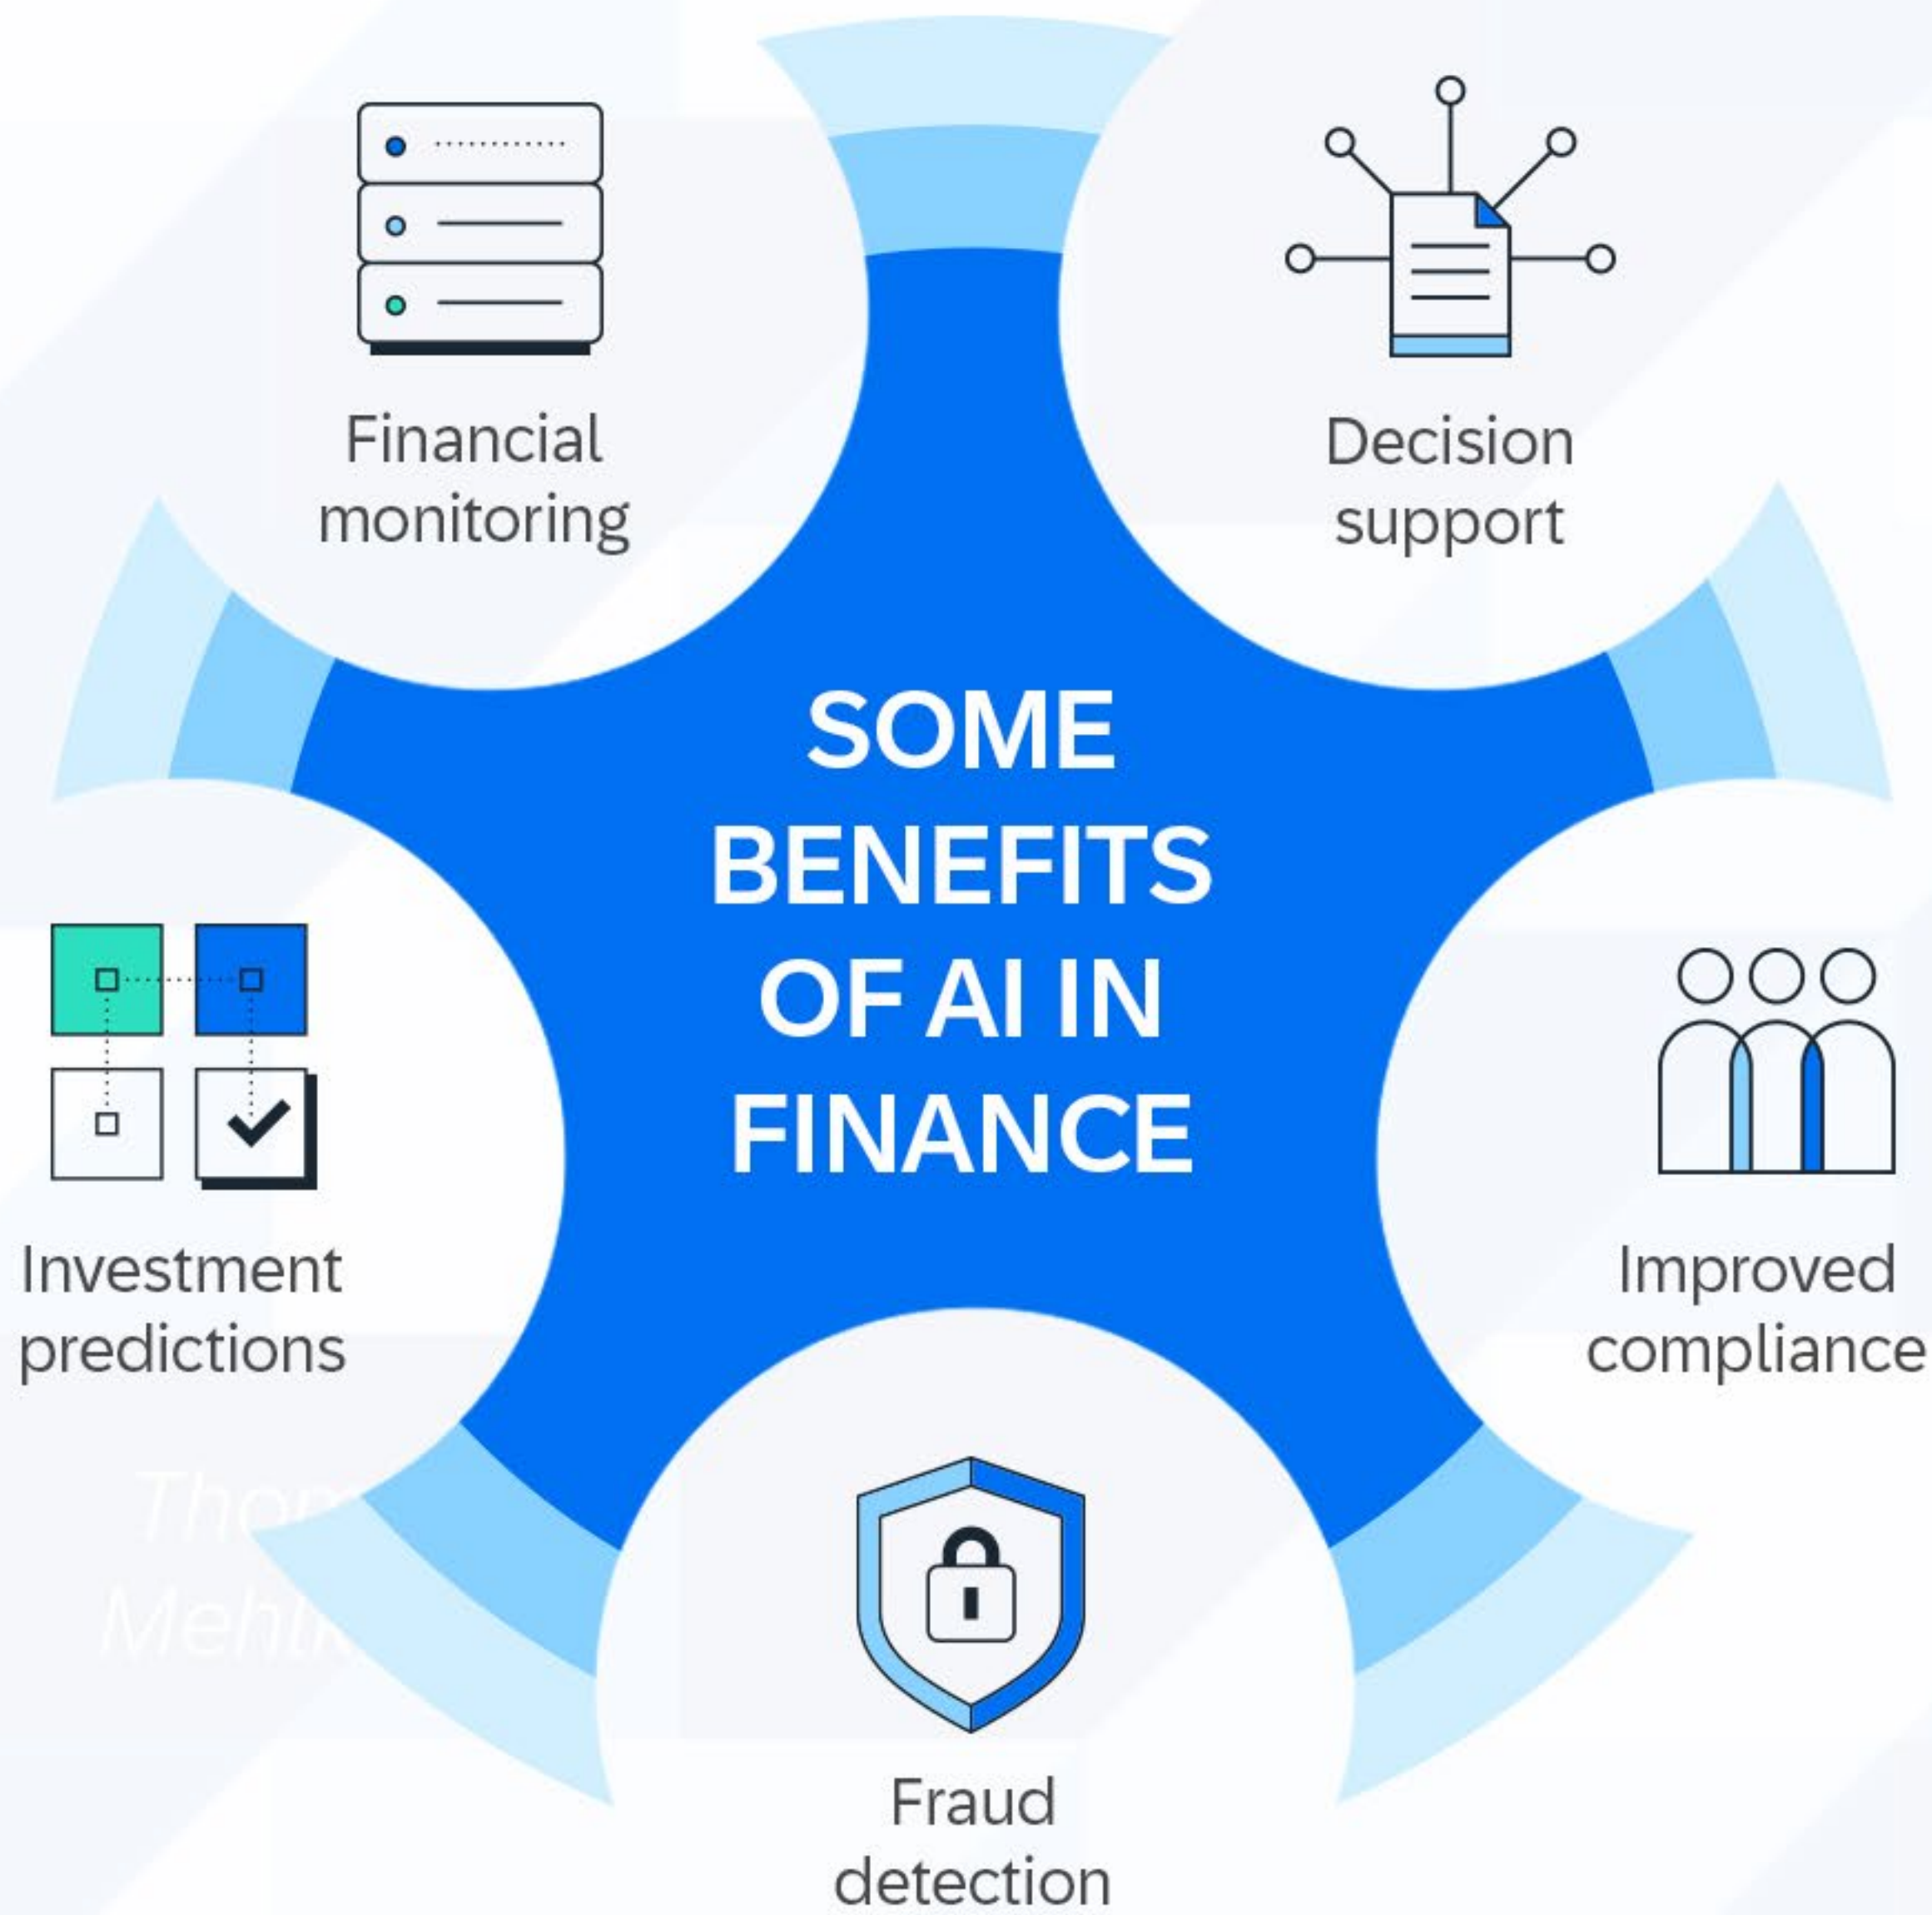 Financial
monitoring
Decision
support
SOME
BENEFITS
OF AI IN
FINANCE
Investment
predictions
Improved
compliance
Fraud
detection